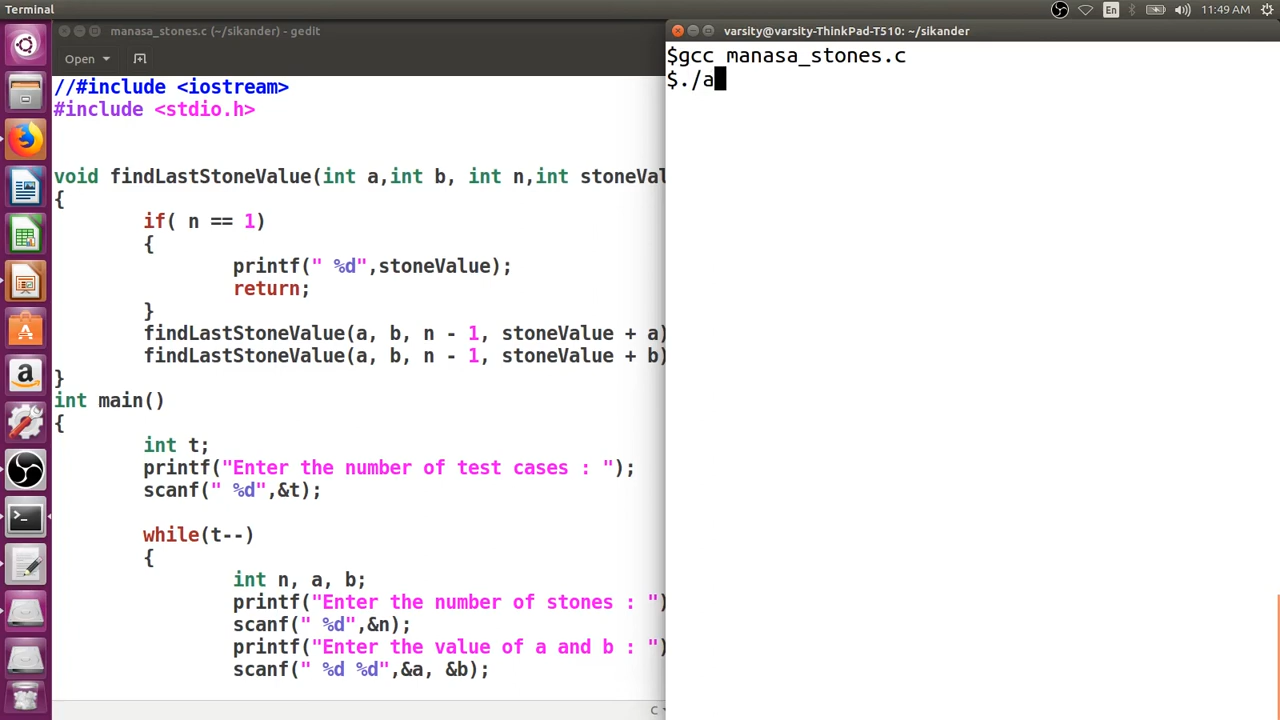 Terminal
En
11:49 AM
manasa_stones.c (~/sikander) - gedit
Open
//#include <iostream>
#include <stdio.h>
void findLastStoneValue(int a,int b, int n,int stoneVal
{
if( n == 1)
{
printf(" %d",stoneValue);
return;
}
findLastStoneValue(a, b, n - 1, stoneValue + a)
findLastStoneValue(a, b, n - 1, stoneValue + b)
}
int main()
{
int t;
printf("Enter the number of test cases : ");
scanf(" %d",&t);
while(t--)
{
int n, a, b;
printf("Enter the number of stones : ")
scanf(" %d",&n);
printf("Enter the value of a and b : ")
scanf(" %d %d",&a, &b);
C
varsity@varsity-ThinkPad-T510: ~/sikander
$gcc manasa_stones.c
$./a